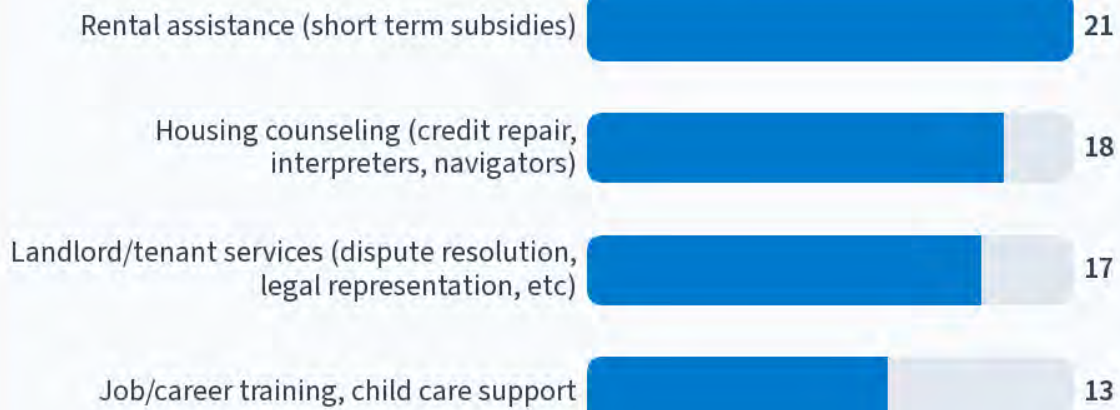 Rental assistance (short term subsidies) 21
Housing counseling (credit repair,
interpreters, navigators) 18
Landlord/tenant services (dispute resolution,
legal representation, etc) 17
Job/career training, child care support 13